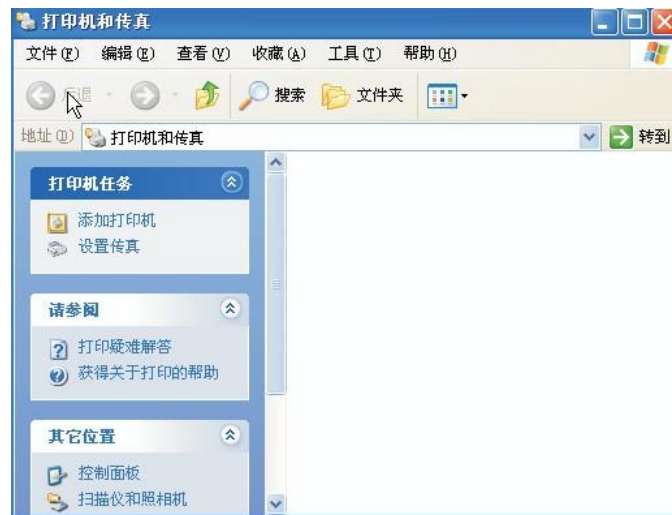 打印机和传真
文件(F) 编辑(E) 查看(V) 收藏(A) 工具(T) 帮助(H)
后退 搜索 文件夹
地址(D) 打印机和传真 转到
打印机任务
添加打印机
设置传真
请参阅
打印疑难解答
获得关于打印的帮助
其它位置
控制面板
扫描仪和照相机